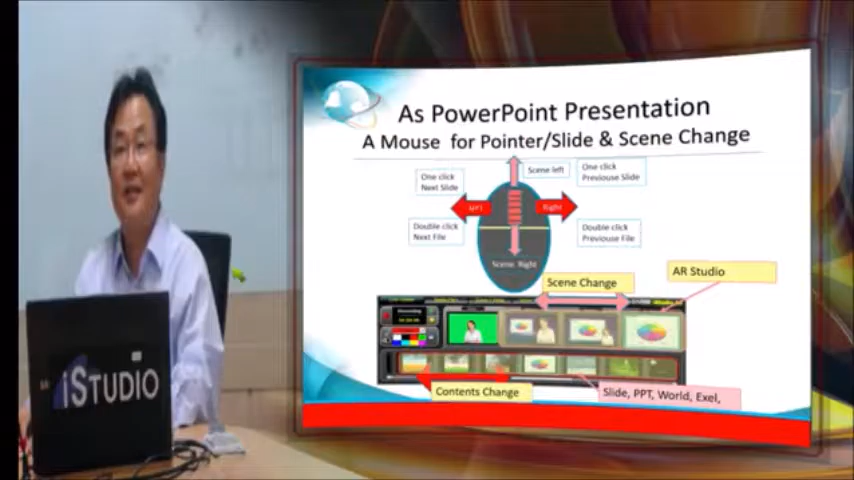 As PowerPoint Presentation
A Mouse for Pointer/Slide & Scene Change
One click
Next Slide
Scene left
One click
Previouse Slide
Right
Double click
Next File
Double click
Previouse File
Scene Right
Scene Change
AR Studio
Contents Change
Slide, PPT, World, Exel,
iSTUDIO